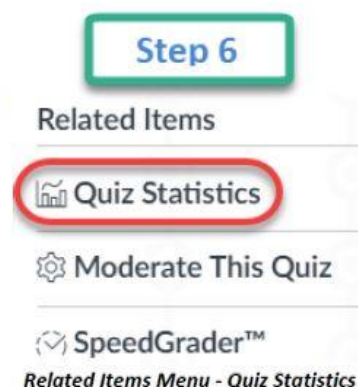 Step 6
Related Items
Quiz Statistics
Moderate This Quiz
SpeedGrader™
Related Items Menu - Quiz Statistics